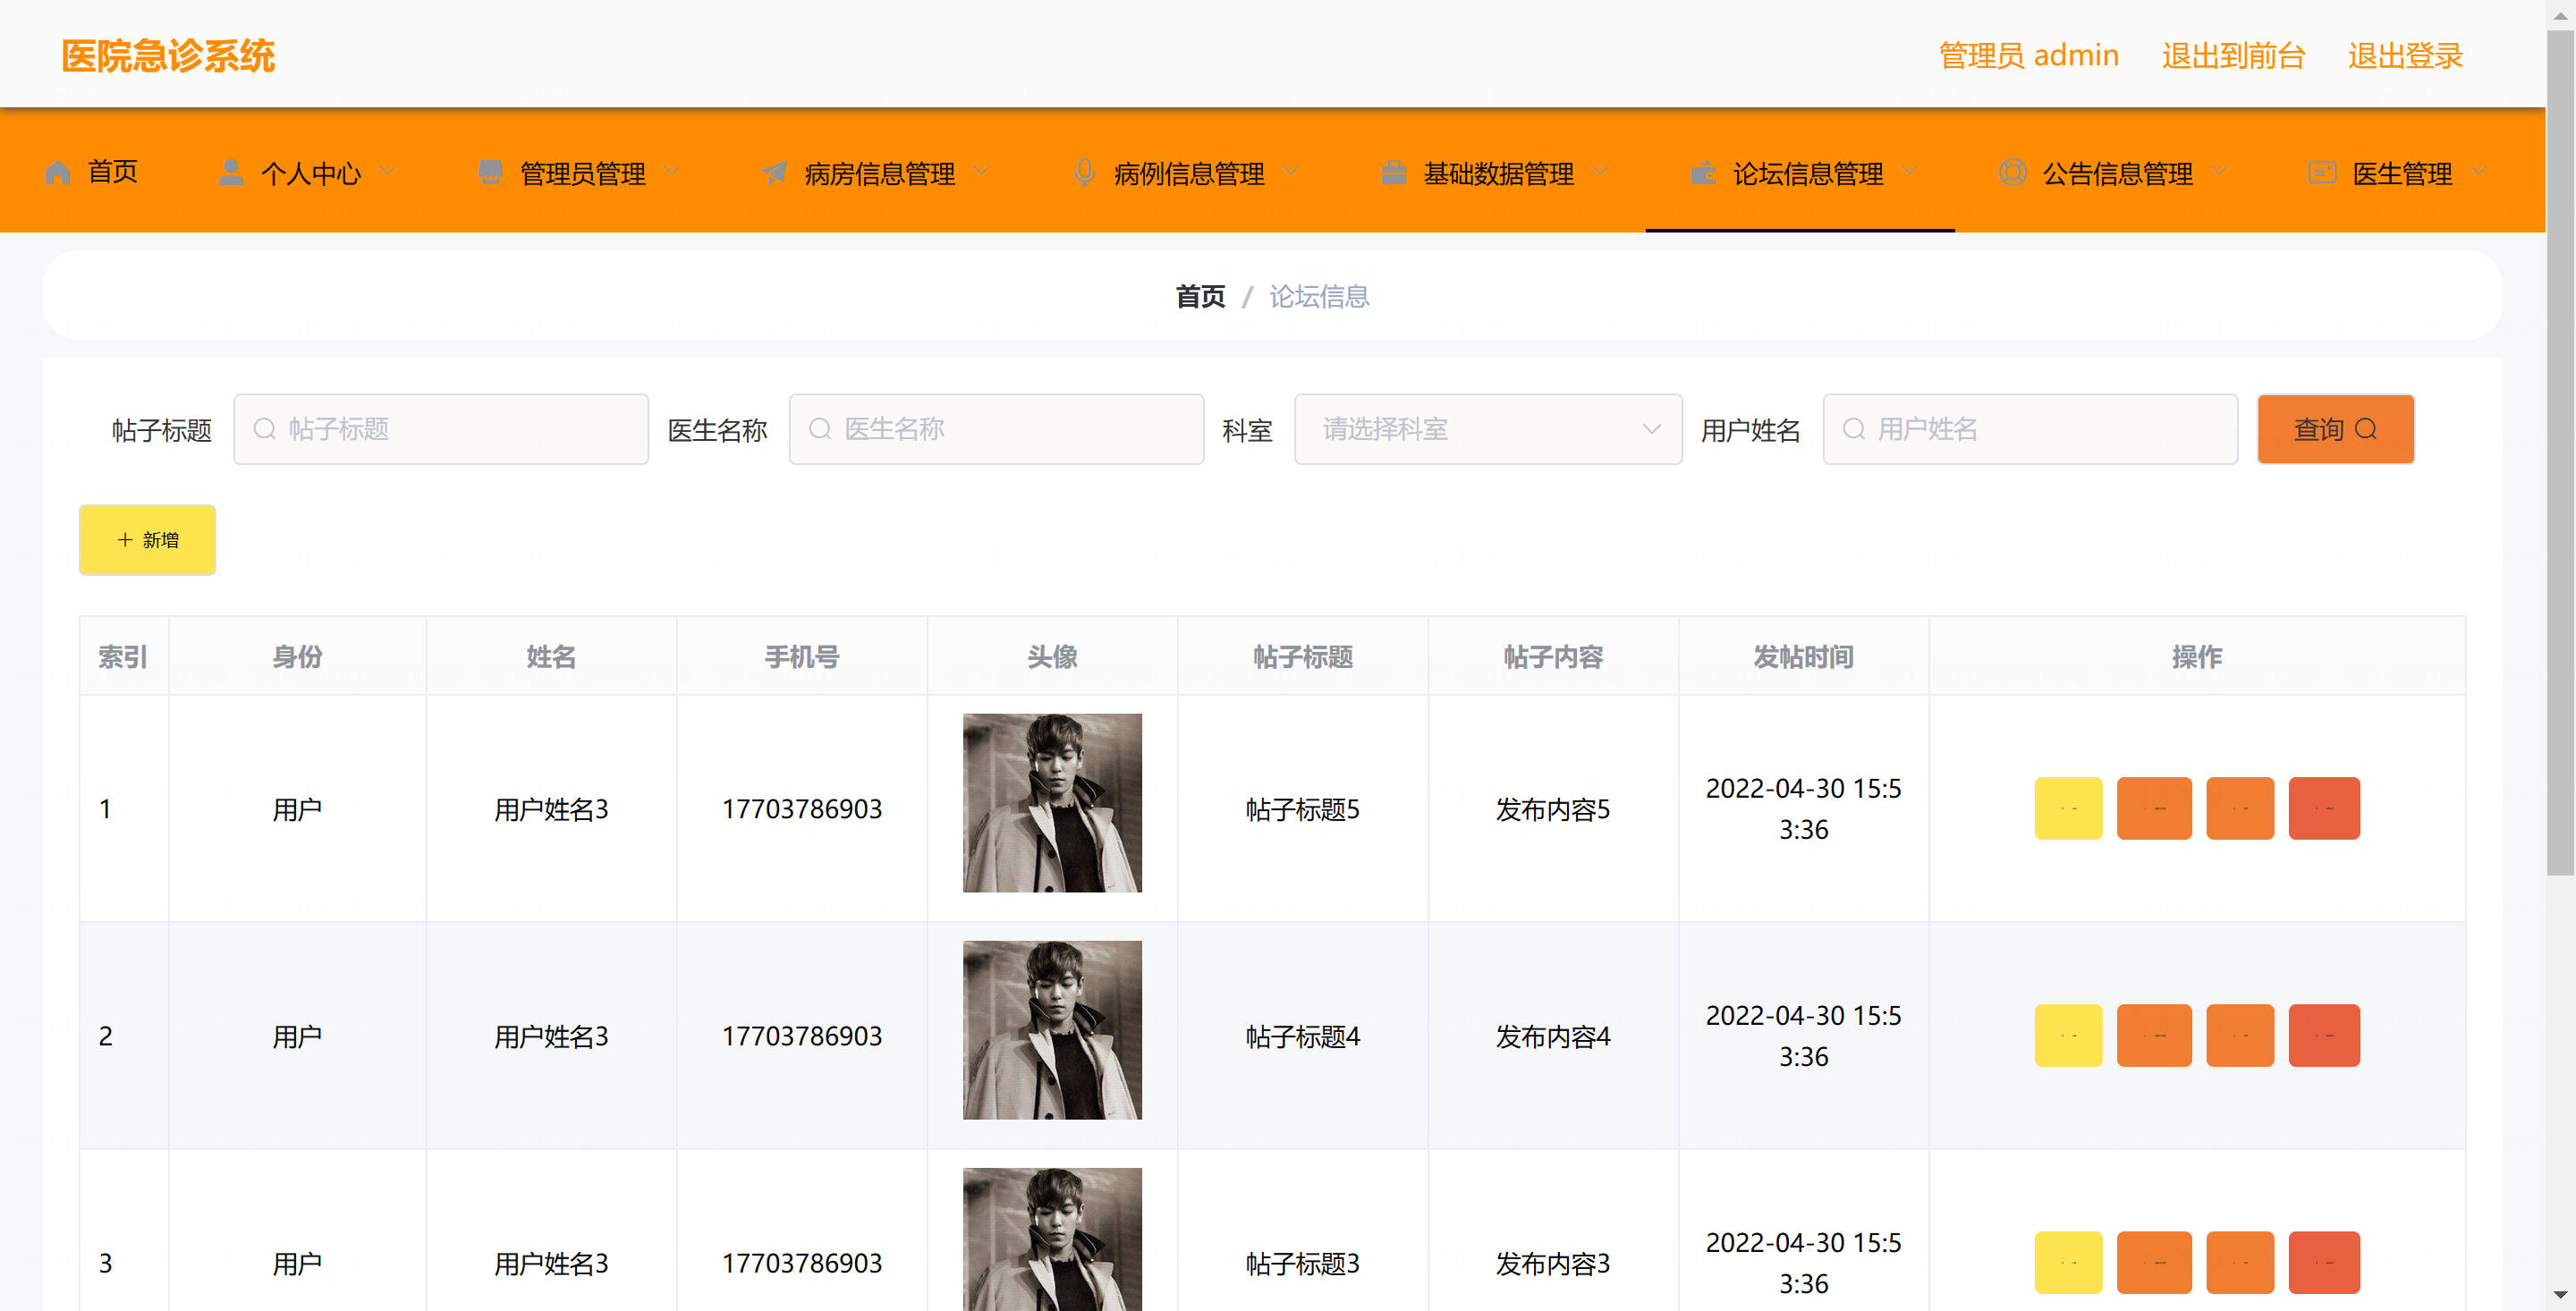 医院急诊系统
管理员 admin 退出到前台 退出登录
首页 个人中心 管理员管理 病房信息管理 病例信息管理 基础数据管理 论坛信息管理 公告信息管理 医生管理
首页 / 论坛信息
帖子标题 帖子标题 医生名称 医生名称 科室 请选择科室 用户姓名 用户姓名 查询
+ 新增
索引 身份 姓名 手机号 头像 帖子标题 帖子内容 发帖时间 操作
1 用户 用户姓名3 17703786903 帖子标题5 发布内容5 2022-04-30 15:5
3:36
2 用户 用户姓名3 17703786903 帖子标题4 发布内容4 2022-04-30 15:5
3:36
3 用户 用户姓名3 17703786903 帖子标题3 发布内容3 2022-04-30 15:5
3:36